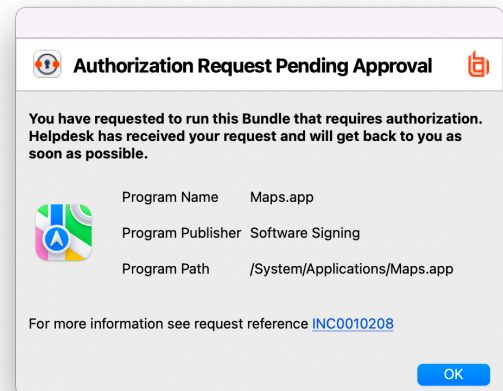 Authorization Request Pending Approval
You have requested to run this Bundle that requires authorization.
Helpdesk has received your request and will get back to you as
soon as possible.
Program Name Maps.app
Program Publisher Software Signing
Program Path /System/Applications/Maps.app
For more information see request reference INC0010208
OK